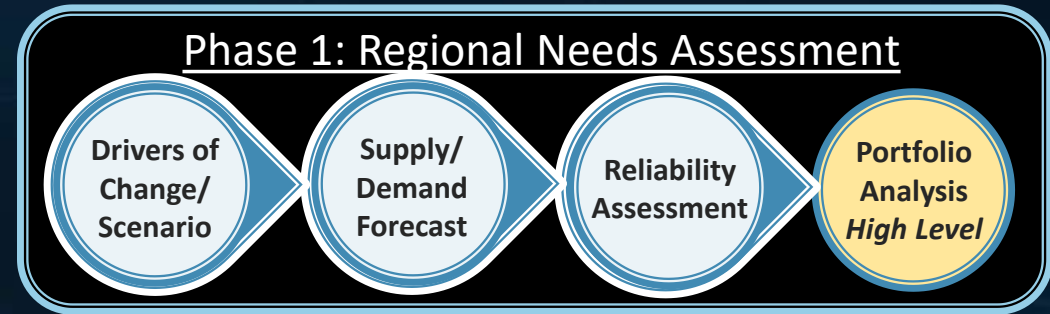 Phase 1: Regional Needs Assessment
Drivers of
Change/
Scenario
Supply/
Demand
Forecast
Reliability
Assessment
Portfolio
Analysis
High Level